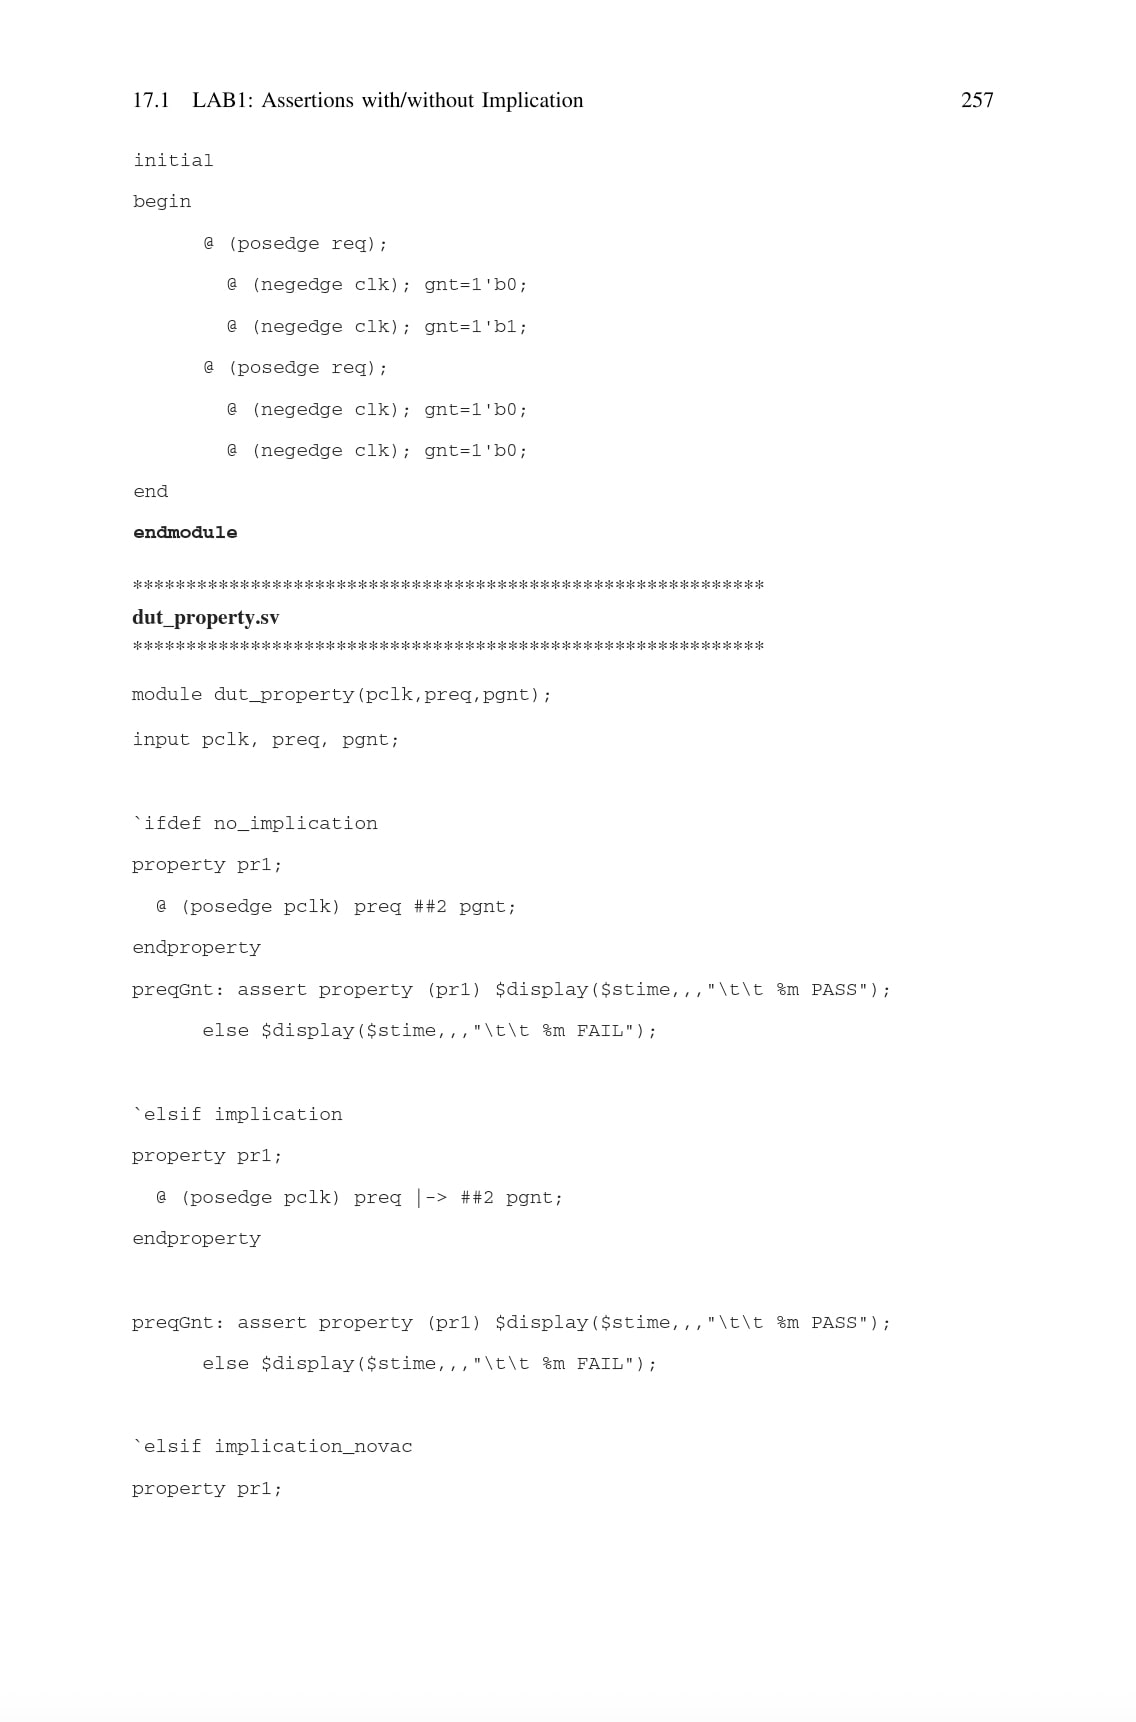 17.1 LAB1: Assertions with/without Implication 257
initial
begin
@ (posedge req);
@ (negedge clk); gnt=1'b0;
@ (negedge clk); gnt=1'b1;
@ (posedge req);
@ (negedge clk); gnt=1'b0;
@ (negedge clk); gnt=1'b0;
end
endmodule
***********************************************************
dut_property.sv
***********************************************************
module dut_property(pclk,preq,pgnt);
input pclk, preq, pgnt;
`ifdef no_implication
property pr1;
@ (posedge pclk) preq ##2 pgnt;
endproperty
preqGnt: assert property (pr1) $display($stime,,,"\t\t %m PASS");
else $display($stime,,,"\t\t %m FAIL");
`elsif implication
property pr1;
@ (posedge pclk) preq |-> ##2 pgnt;
endproperty
preqGnt: assert property (pr1) $display($stime,,,"\t\t %m PASS");
else $display($stime,,,"\t\t %m FAIL");
`elsif implication_novac
property pr1;